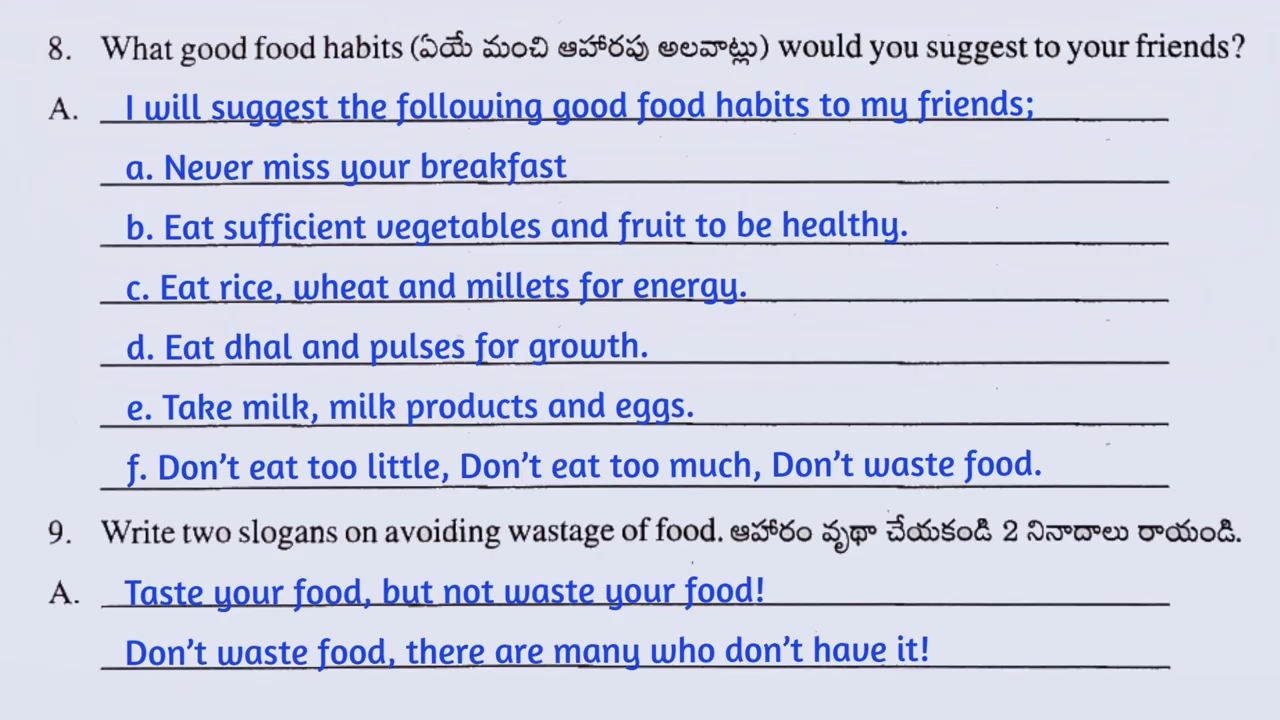 8. What good food habits (ఏయే మంచి ఆహారపు అలవాట్లు) would you suggest to your friends?
A. I will suggest the following good food habits to my friends;
a. Never miss your breakfast
b. Eat sufficient vegetables and fruit to be healthy.
c. Eat rice, wheat and millets for energy.
d. Eat dhal and pulses for growth.
e. Take milk, milk products and eggs.
f. Don't eat too little, Don't eat too much, Don't waste food.
9. Write two slogans on avoiding wastage of food. ఆహారం వృథా చేయకండి 2 నినాదాలు రాయండి.
A. Taste your food, but not waste your food!
Don't waste food, there are many who don't have it!